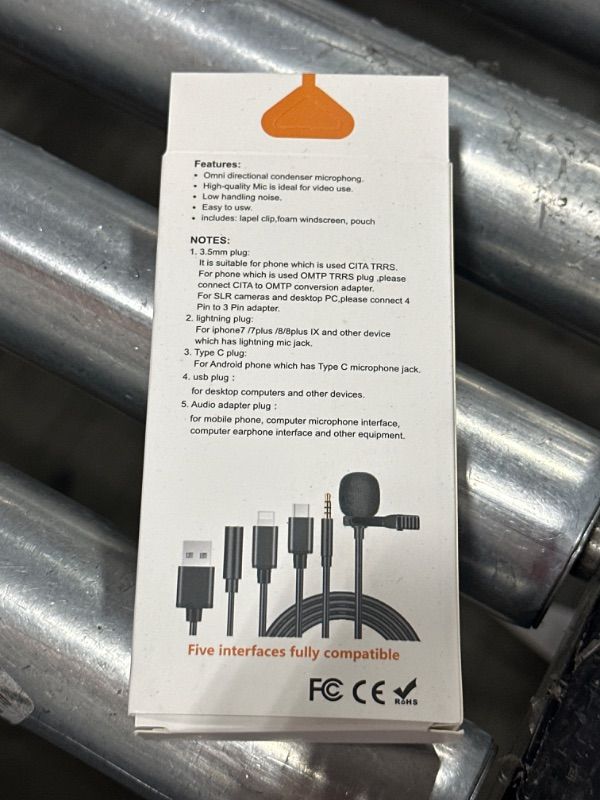 Features:
• Omni directional condenser microphong.
• High-quality Mic is ideal for video use.
• Low handling noise.
• Easy to usw.
• includes: lapel clip,foam windscreen, pouch
NOTES:
1. 3.5mm plug:
It is suitable for phone which is used CITA TRRS.
For phone which is used OMTP TRRS plug ,please
connect CITA to OMTP conversion adapter.
For SLR cameras and desktop PC,please connect 4
Pin to 3 Pin adapter.
2. lightning plug:
For iphone7 /7plus /8/8plus IX and other device
which has lightning mic jack.
3. Type C plug:
For Android phone which has Type C microphone jack.
4. usb plug :
for desktop computers and other devices.
5. Audio adapter plug :
for mobile phone, computer microphone interface,
computer earphone interface and other equipment.
Five interfaces fully compatible
FC CE RoHS